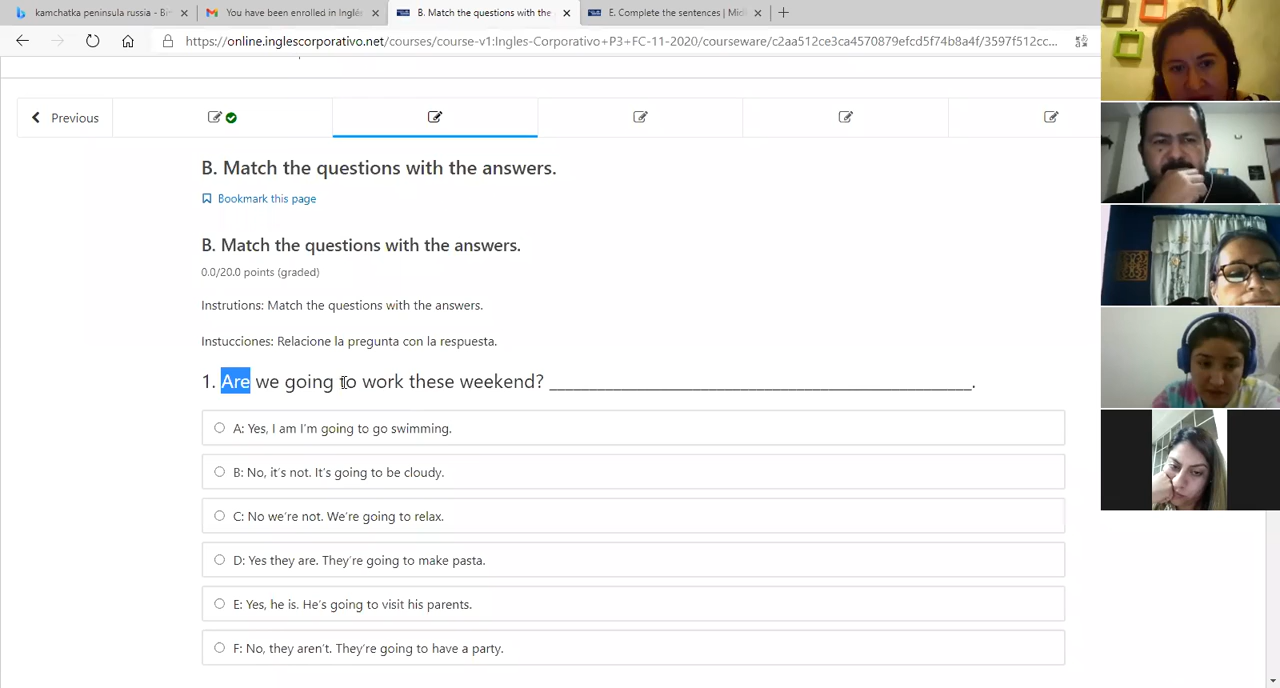 kamchatka peninsula russia - Bi
You have been enrolled in Inglé
B. Match the questions with the
E. Complete the sentences | Mid
https://online.inglescorporativo.net/courses/course-v1:Ingles-Corporativo+P3+FC-11-2020/courseware/c2aa512ce3ca4570879efcd5f74b8a4f/3597f512cc...
Previous
B. Match the questions with the answers.
Bookmark this page
B. Match the questions with the answers.
0.0/20.0 points (graded)
Instrutions: Match the questions with the answers.
Instucciones: Relacione la pregunta con la respuesta.
1. Are we going to work these weekend? ____________________________________________.
A: Yes, I am I'm going to go swimming.
B: No, it's not. It's going to be cloudy.
C: No we're not. We're going to relax.
D: Yes they are. They're going to make pasta.
E: Yes, he is. He's going to visit his parents.
F: No, they aren't. They're going to have a party.